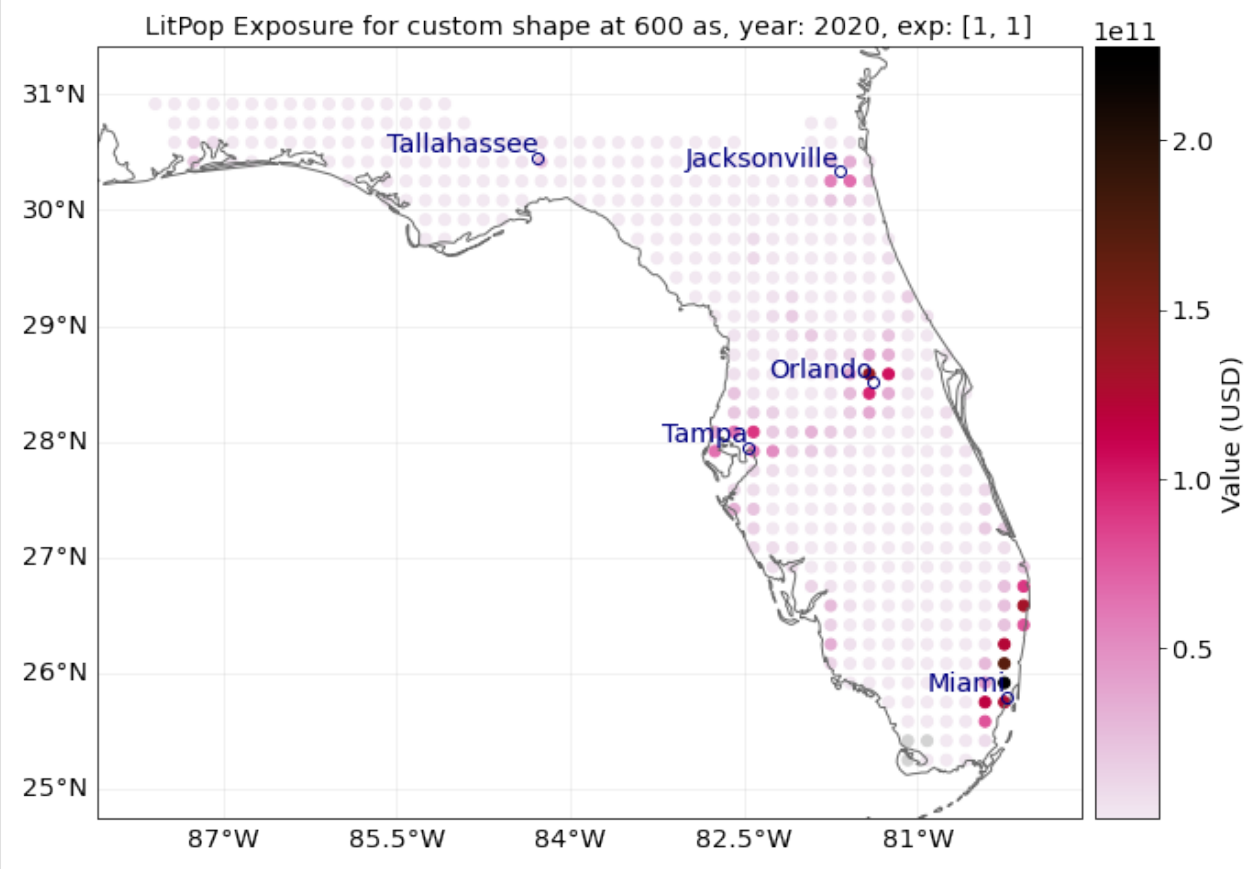 LitPop Exposure for custom shape at 600 as, year: 2020, exp: [1, 1]
1e11
31°N
30°N
29°N
28°N
27°N
26°N
25°N
87°W
85.5°W
84°W
82.5°W
81°W
Tallahassee
Jacksonville
Orlando
Tampa
Miami
2.0
1.5
1.0
0.5
Value (USD)